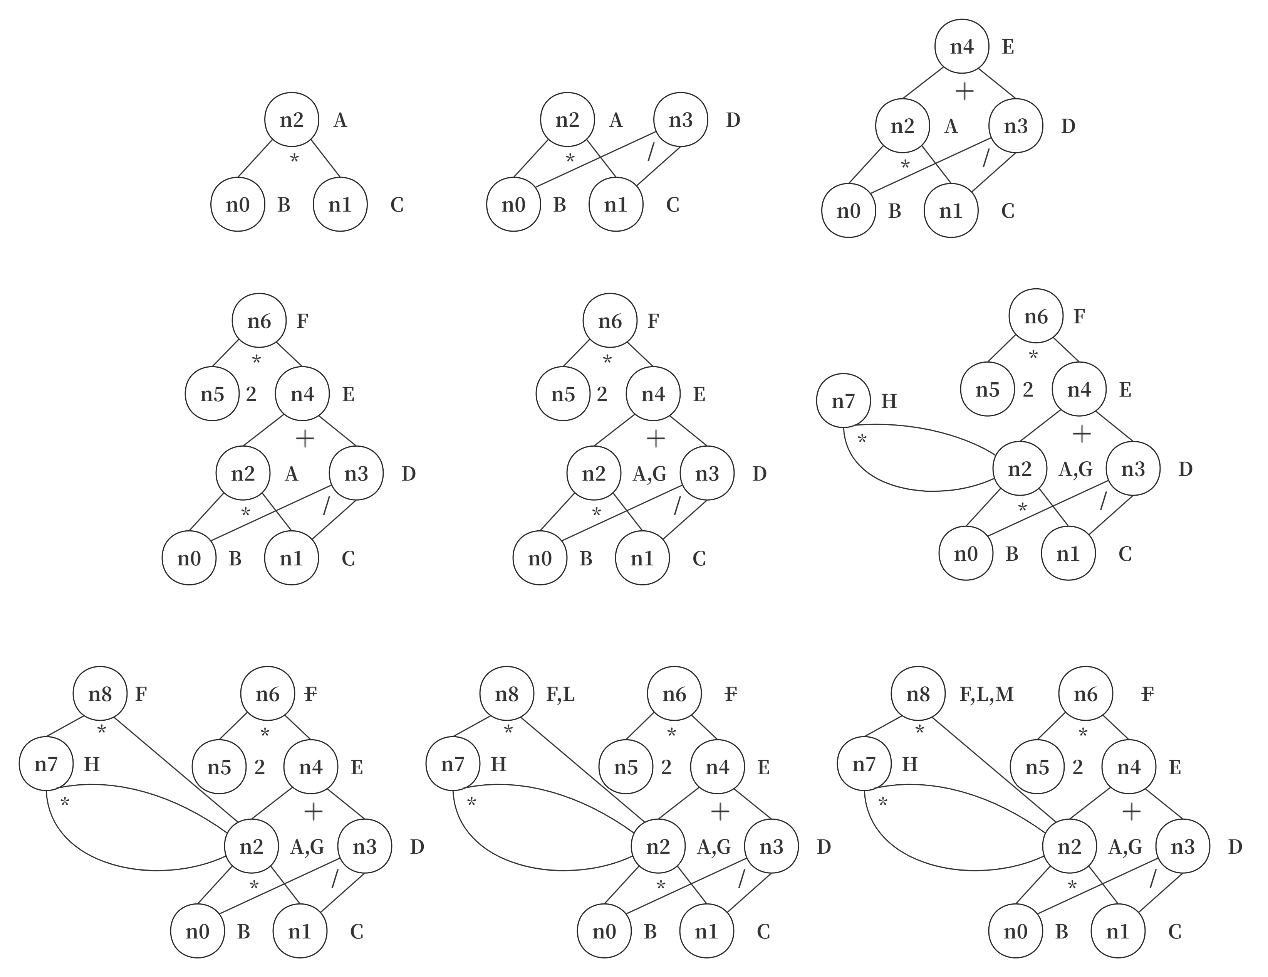 n2 A
*
n0 B n1 C
n2 A n3 D
* /
n0 B n1 C
n4 E
+
n2 A n3 D
* /
n0 B n1 C
n6 F
*
n5 2 n4 E
+
n2 A n3 D
* /
n0 B n1 C
n6 F
*
n5 2 n4 E
+
n2 A,G n3 D
* /
n0 B n1 C
n6 F
*
n5 2 n4 E
n7 H
* +
n2 A,G n3 D
* /
n0 B n1 C
n8 F n6 F
* *
n7 H n5 2 n4 E
* +
n2 A,G n3 D
* /
n0 B n1 C
n8 F,L n6 F
* *
n7 H n5 2 n4 E
* +
n2 A,G n3 D
* /
n0 B n1 C
n8 F,L,M n6 F
* *
n7 H n5 2 n4 E
* +
n2 A,G n3 D
* /
n0 B n1 C